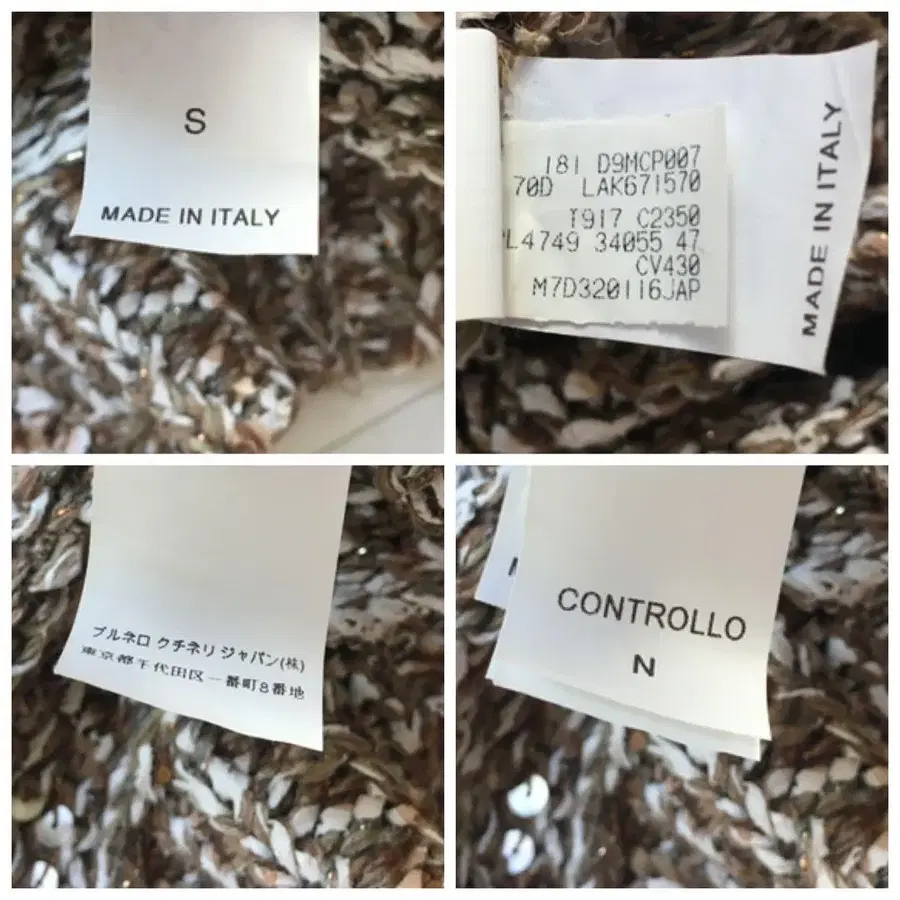 S
MADE IN ITALY
181 D9MCP007
70D LAK671570
1917 C2350
L4749 34055 47
CV430
M7D320116JAP
MADE IN ITALY
ブルネロ クチネリ ジャパン(株)
東京都千代田区一番町8番地
CONTROLLO
N